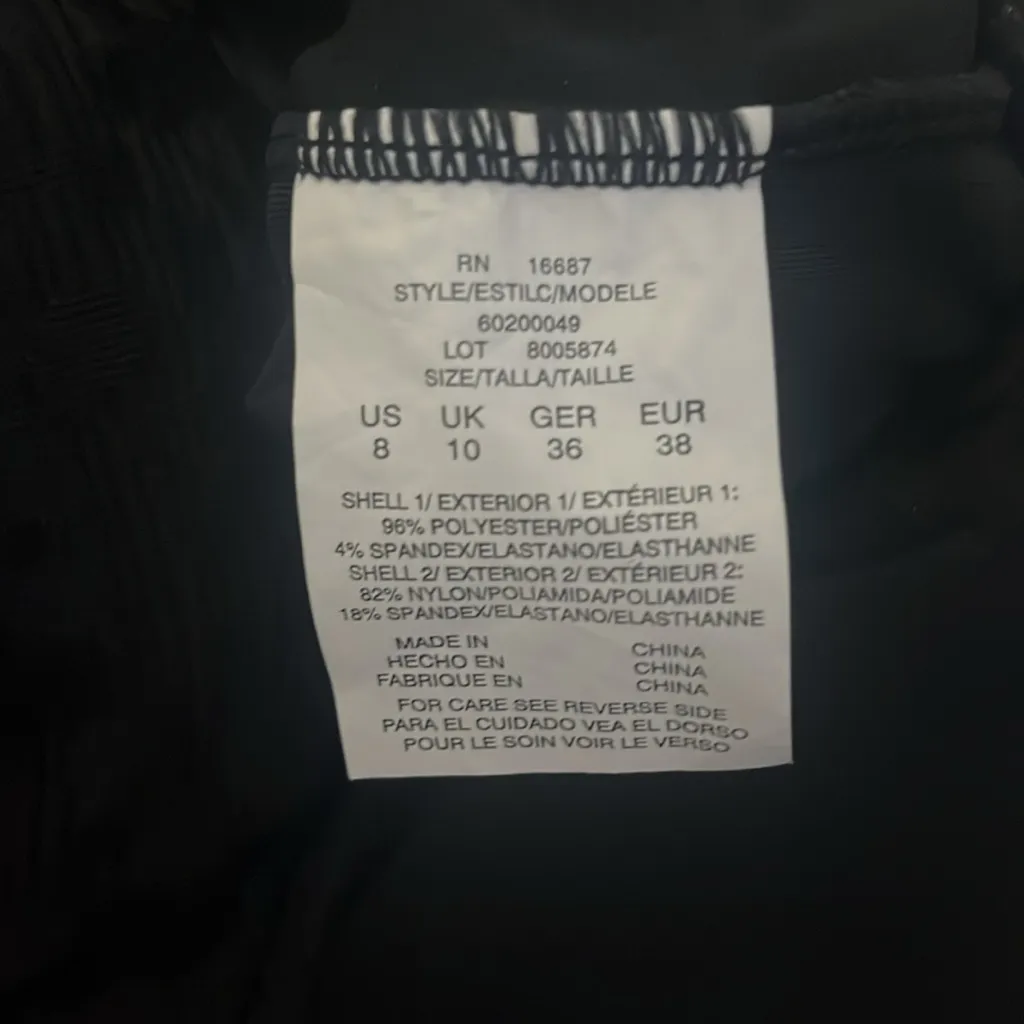 RN 16687
STYLE/ESTILC/MODELE
60200049
LOT 8005874
SIZE/TALLA/TAILLE
US UK GER EUR
8 10 36 38
SHELL 1/ EXTERIOR 1/ EXTÉRIEUR 1:
96% POLYESTER/POLIÉSTER
4% SPANDEX/ELASTANO/ELASTHANNE
SHELL 2/ EXTERIOR 2/ EXTÉRIEUR 2:
82% NYLON/POLIAMIDA/POLIAMIDE
18% SPANDEX/ELASTANO/ELASTHANNE
MADE IN CHINA
HECHO EN CHINA
FABRIQUE EN CHINA
FOR CARE SEE REVERSE SIDE
PARA EL CUIDADO VEA EL DORSO
POUR LE SOIN VOIR LE VERSO